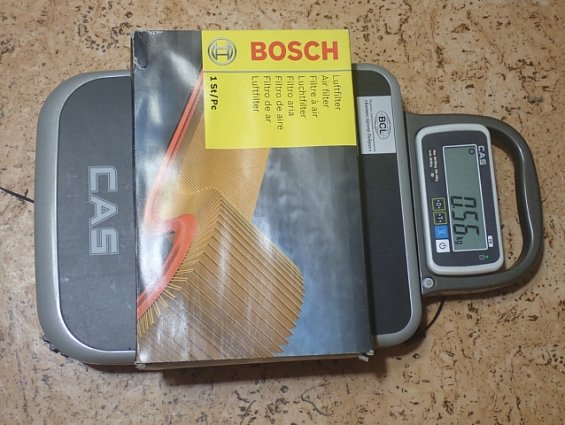 BOSCH
Luftfilter
Air filter
Filtre à air
Luchtfilter
Filtro aria
Filtro de aire
Filtro de ar
Luftfilter
1 St/Pc
BCL
CAS
CAS
0.56
kg